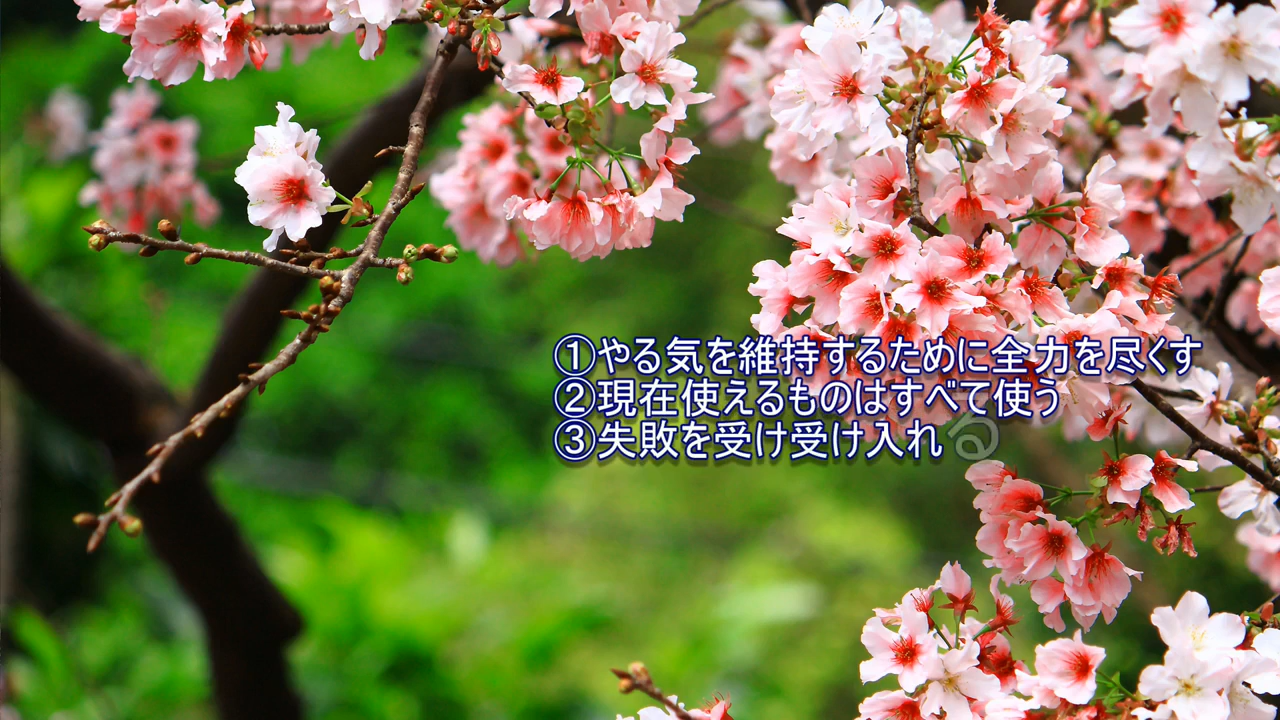 ①やる気を維持するために全力を尽くす
②現在使えるものはすべて使う
③失敗を受け受け入れる